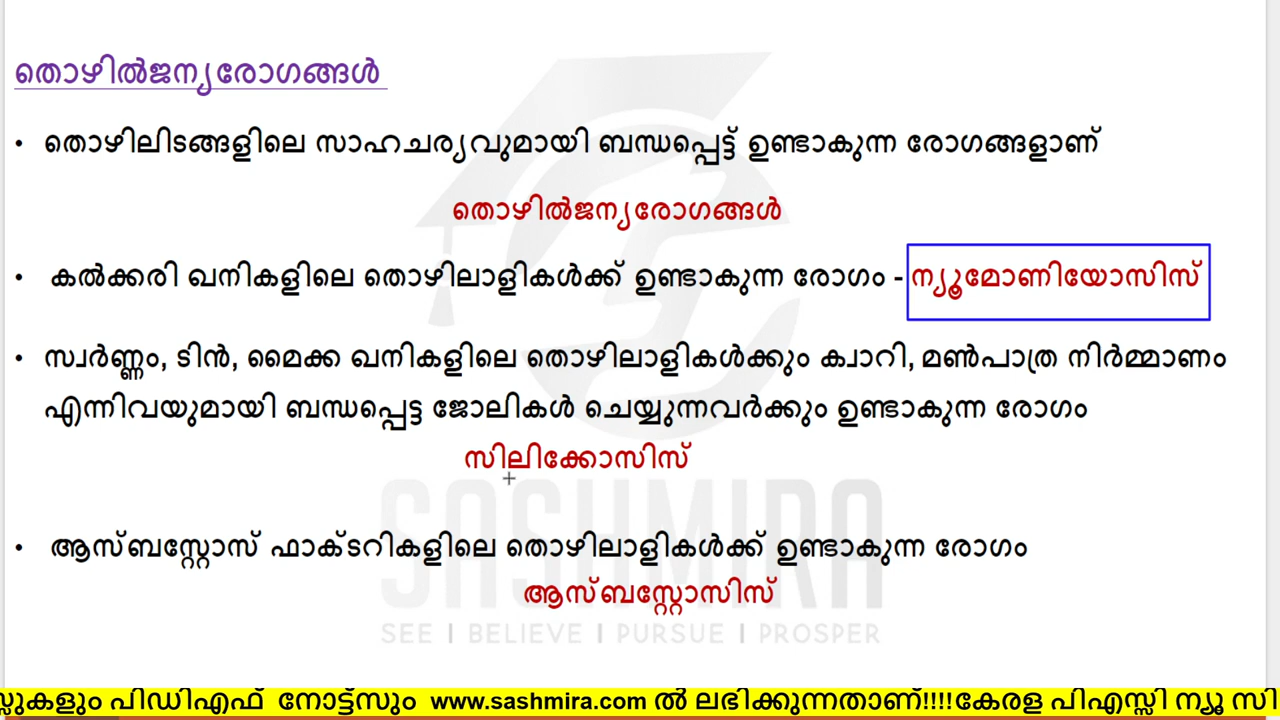 തൊഴിൽജന്യരോഗങ്ങൾ
• തൊഴിലിടങ്ങളിലെ സാഹചര്യവുമായി ബന്ധപ്പെട്ട് ഉണ്ടാകുന്ന രോഗങ്ങളാണ്
തൊഴിൽജന്യരോഗങ്ങൾ
• കൽക്കരി ഖനികളിലെ തൊഴിലാളികൾക്ക് ഉണ്ടാകുന്ന രോഗം - ന്യൂമോണിയോസിസ്
• സ്വർണ്ണം, ടിൻ, മൈക്ക ഖനികളിലെ തൊഴിലാളികൾക്കും ക്വാറി, മൺപാത്ര നിർമ്മാണം
എന്നിവയുമായി ബന്ധപ്പെട്ട ജോലികൾ ചെയ്യുന്നവർക്കും ഉണ്ടാകുന്ന രോഗം
സിലിക്കോസിസ്
• ആസ്ബസ്റ്റോസ് ഫാക്ടറികളിലെ തൊഴിലാളികൾക്ക് ഉണ്ടാകുന്ന രോഗം
ആസ്ബസ്റ്റോസിസ്
SASHMIRA
SEE | BELIEVE | PURSUE | PROSPER
സ്സുകളും പിഡിഎഫ് നോട്ട്സും www.sashmira.com ൽ ലഭിക്കുന്നതാണ്!!!!കേരള പിഎസ്സി ന്യൂ സി